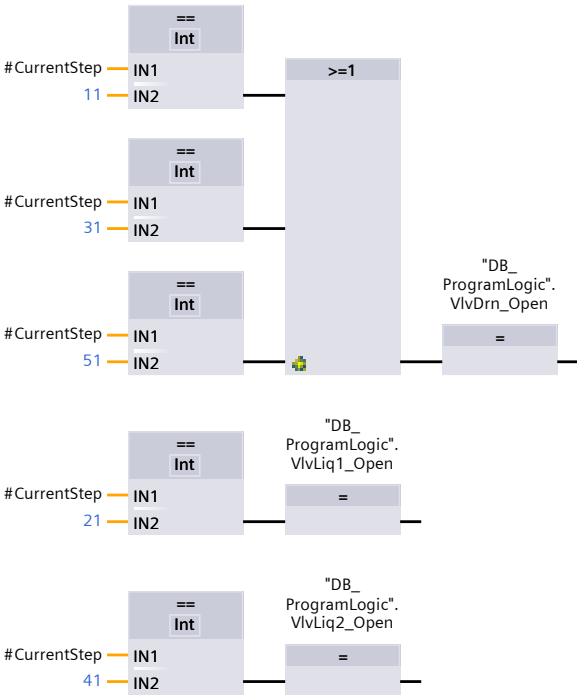 ==
Int
#CurrentStep IN1
11 IN2
>=1
==
Int
#CurrentStep IN1
31 IN2
==
Int
#CurrentStep IN1
51 IN2
"DB_
ProgramLogic".
VlvDrn_Open
=
==
Int
#CurrentStep IN1
21 IN2
"DB_
ProgramLogic".
VlvLiq1_Open
=
==
Int
#CurrentStep IN1
41 IN2
"DB_
ProgramLogic".
VlvLiq2_Open
=